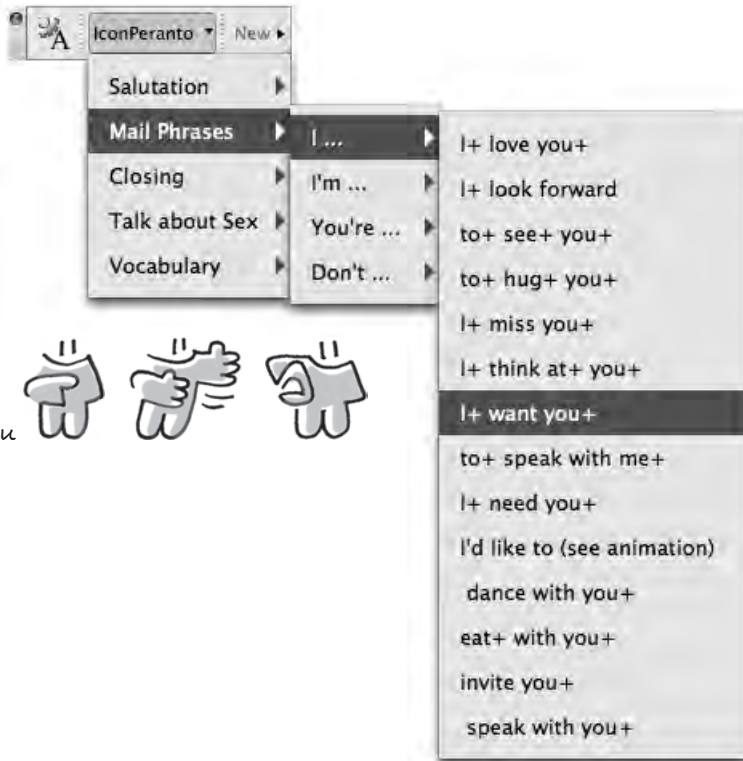 IconPeranto New
Salutation
Mail Phrases
Closing
Talk about Sex
Vocabulary
I ...
I'm ...
You're ...
Don't ...
I+ love you+
I+ look forward
to+ see+ you+
to+ hug+ you+
I+ miss you+
I+ think at+ you+
I+ want you+
to+ speak with me+
I+ need you+
I'd like to (see animation)
dance with you+
eat+ with you+
invite you+
speak with you+
u